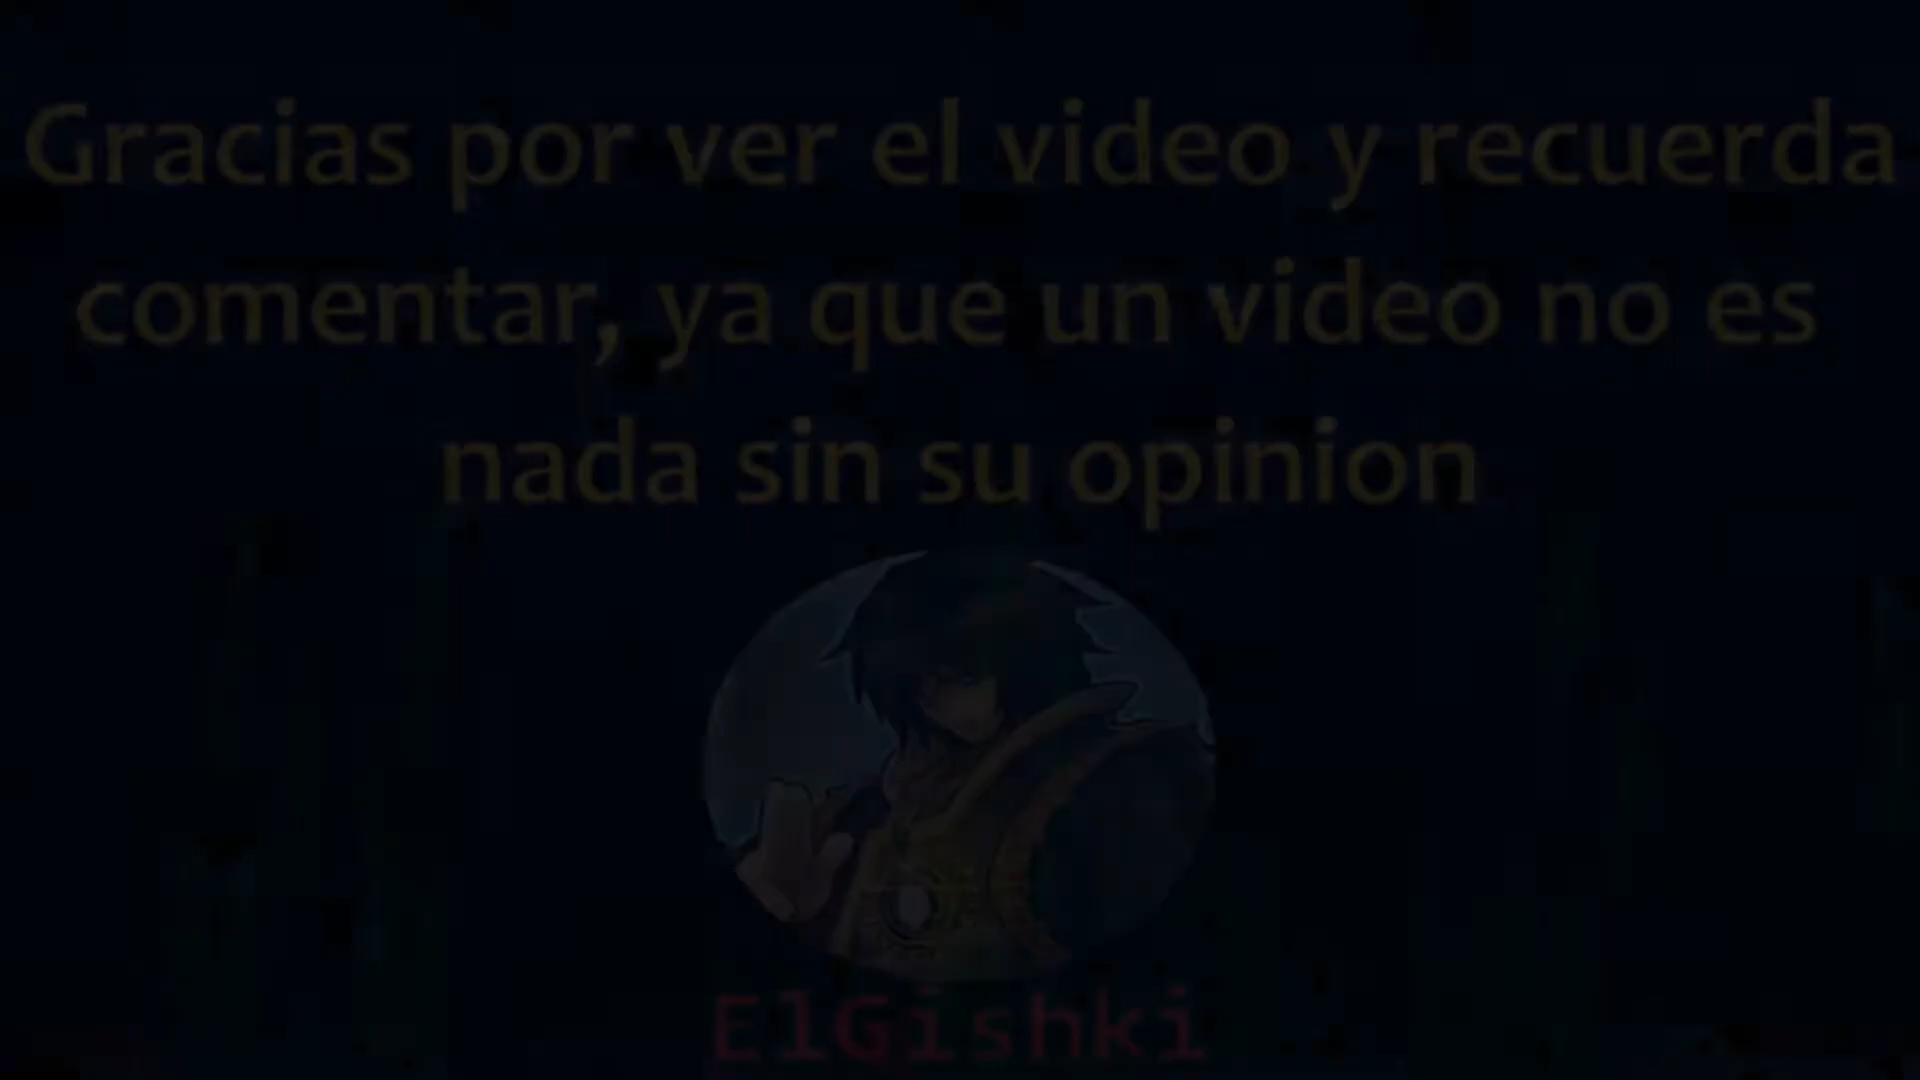 Gracias por ver el video y recuerda
comentar, ya que un video no es
nada sin su opinion
ElGishki